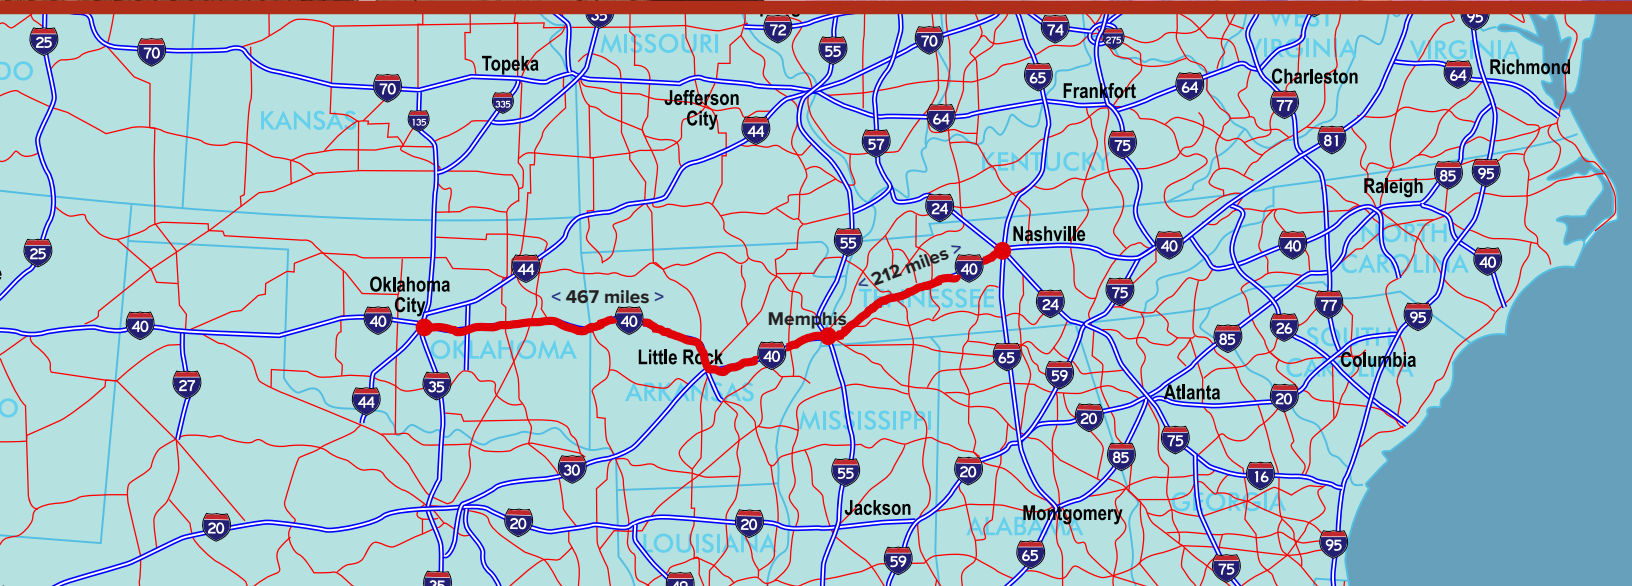 35
95
25
70
72
55
70
74
275
WEST
VIRGINIA
VIRGINIA
MISSOURI
DO
Topeka
65
64
Richmond
Charleston
70
335
Jefferson
City
Frankfort
64
77
KANSAS
135
44
64
57
75
81
KENTUCKY
85
95
Raleigh
24
25
55
Nashville
40
40
NORTH
CAROLINA
40
44
< 212 miles >
40
Oklahoma
City
< 467 miles >
TENNESSEE
24
75
77
40
40
40
Memphis
95
26
85
SOUTH
CAROLINA
OKLAHOMA
Little Rock
40
65
Columbia
27
35
59
44
ARKANSAS
Atlanta
20
O
MISSISSIPPI
20
75
85
30
55
20
16
GEORGIA
Jackson
Montgomery
ALABAMA
20
20
20
LOUISIANA
59
65
95
75
35
49